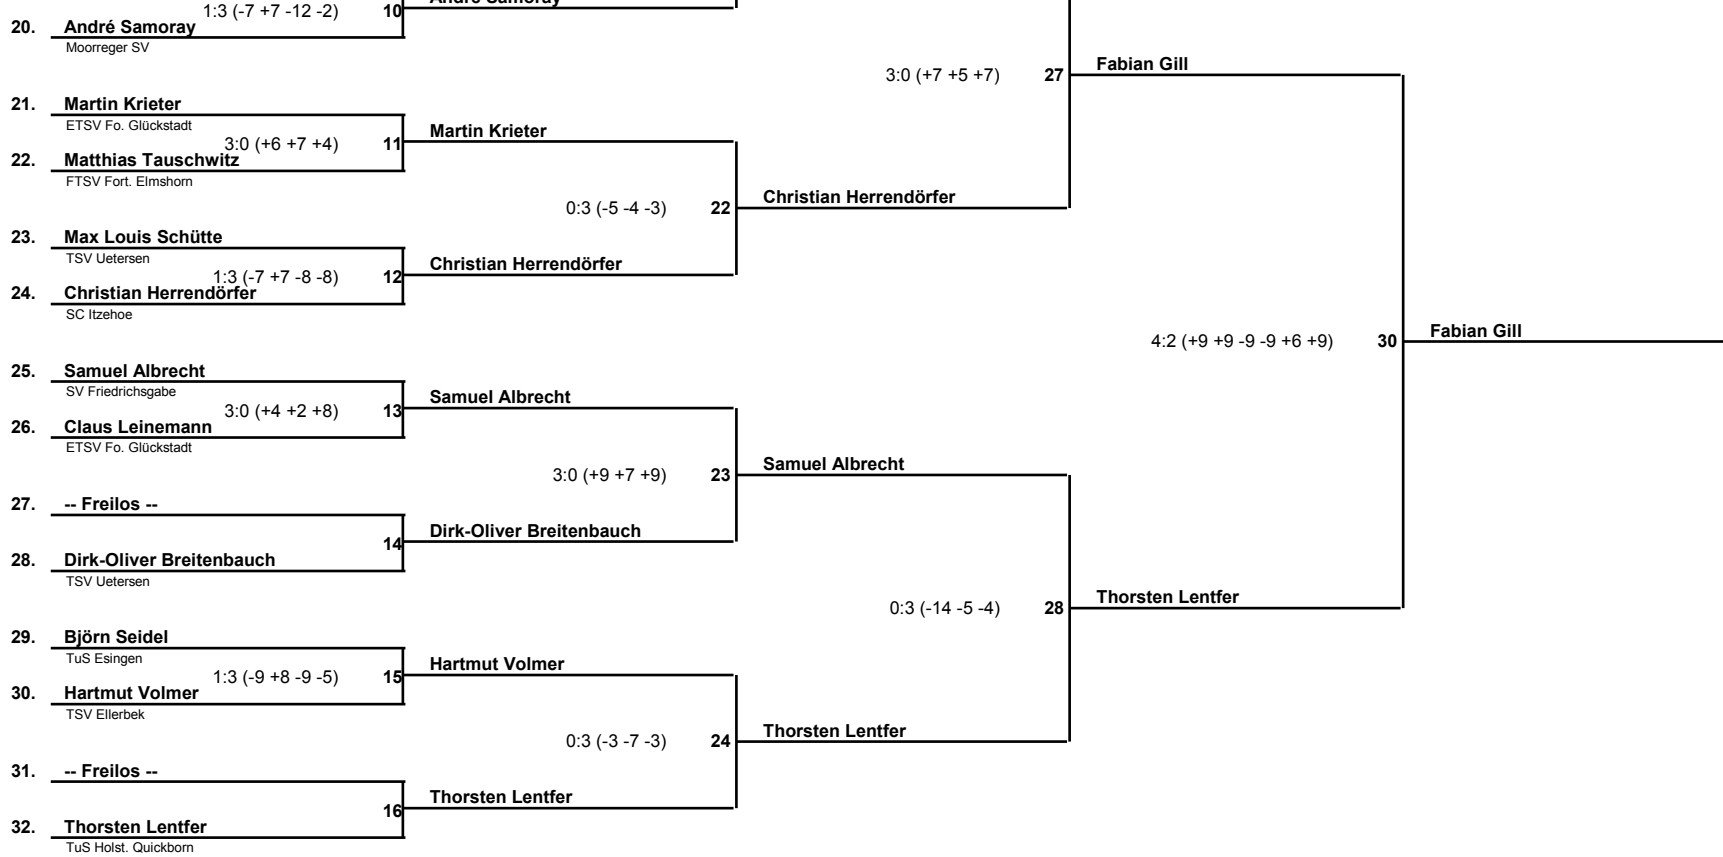 1:3 (-7 +7 -12 -2) 10 André Samoray
20. André Samoray
Moorreger SV
3:0 (+7 +5 +7) 27 Fabian Gill
21. Martin Krieter
ETSV Fo. Glückstadt
3:0 (+6 +7 +4) 11 Martin Krieter
22. Matthias Tauschwitz
FTSV Fort. Elmshorn
0:3 (-5 -4 -3) 22 Christian Herrendörfer
23. Max Louis Schütte
TSV Uetersen
1:3 (-7 +7 -8 -8) 12 Christian Herrendörfer
24. Christian Herrendörfer
SC Itzehoe
4:2 (+9 +9 -9 -9 +6 +9) 30 Fabian Gill
25. Samuel Albrecht
SV Friedrichsgabe
3:0 (+4 +2 +8) 13 Samuel Albrecht
26. Claus Leinemann
ETSV Fo. Glückstadt
3:0 (+9 +7 +9) 23 Samuel Albrecht
27. -- Freilos --
14 Dirk-Oliver Breitenbauch
28. Dirk-Oliver Breitenbauch
TSV Uetersen
0:3 (-14 -5 -4) 28 Thorsten Lentfer
29. Björn Seidel
TuS Esingen
1:3 (-9 +8 -9 -5) 15 Hartmut Volmer
30. Hartmut Volmer
TSV Ellerbek
0:3 (-3 -7 -3) 24 Thorsten Lentfer
31. -- Freilos --
16 Thorsten Lentfer
32. Thorsten Lentfer
TuS Holst. Quickborn